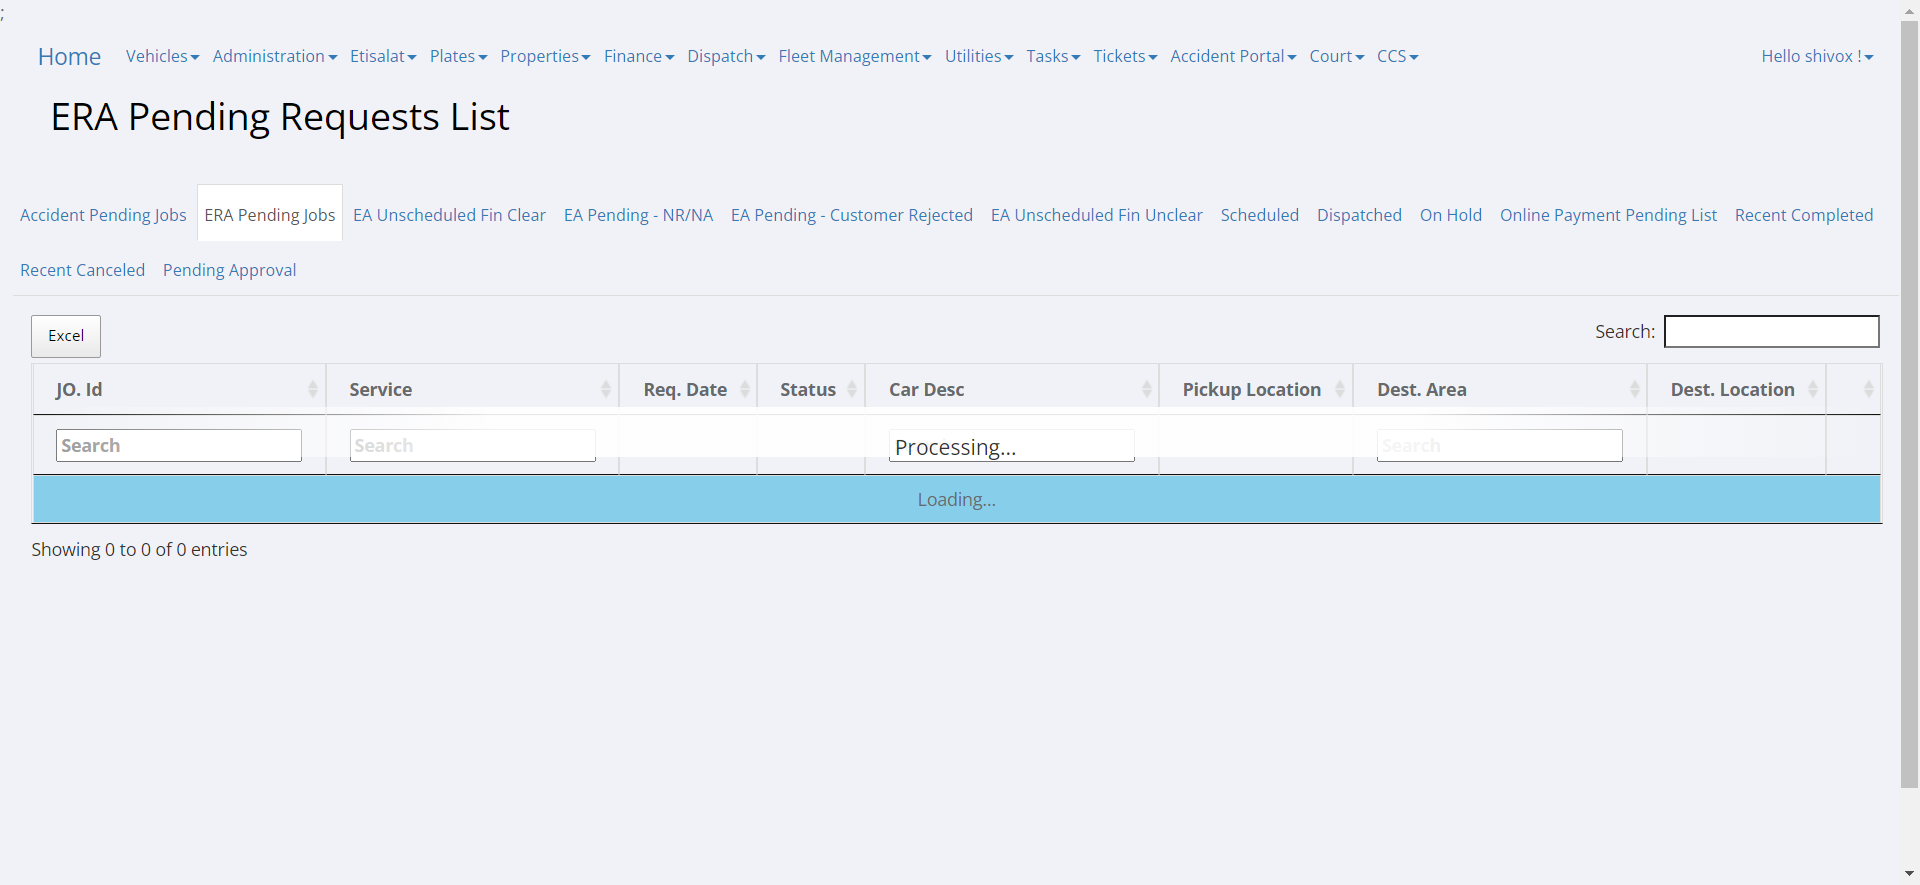 ;
Home Vehicles Administration Etisalat Plates Properties Finance Dispatch Fleet Management Utilities Tasks Tickets Accident Portal Court CCS Hello shivox !
ERA Pending Requests List
Accident Pending Jobs ERA Pending Jobs EA Unscheduled Fin Clear EA Pending - NR/NA EA Pending - Customer Rejected EA Unscheduled Fin Unclear Scheduled Dispatched On Hold Online Payment Pending List Recent Completed
Recent Canceled Pending Approval
Excel Search:
JO. Id Service Req. Date Status Car Desc Pickup Location Dest. Area Dest. Location
Search Search Processing... Search
Loading...
Showing 0 to 0 of 0 entries